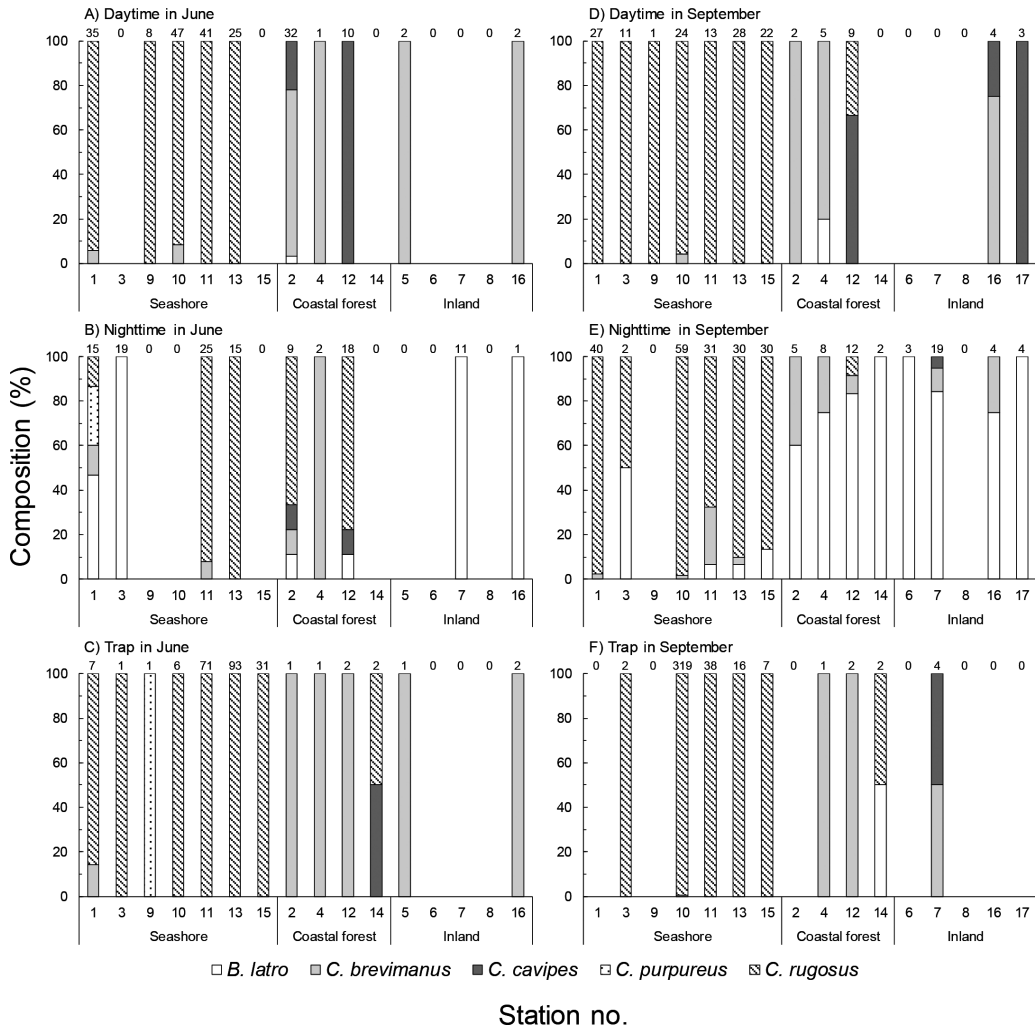 A) Daytime in June
35 0 8 47 41 25 0 32 1 10 0 2 0 0 0 2
100
80
60
40
20
0
1 3 9 10 11 13 15 2 4 12 14 5 6 7 8 16
Seashore Coastal forest Inland
B) Nighttime in June
15 19 0 0 25 15 0 9 2 18 0 0 0 11 0 1
100
80
60
40
20
0
1 3 9 10 11 13 15 2 4 12 14 5 6 7 8 16
Seashore Coastal forest Inland
C) Trap in June
7 1 1 6 71 93 31 1 1 2 2 1 0 0 0 2
100
80
60
40
20
0
1 3 9 10 11 13 15 2 4 12 14 5 6 7 8 16
Seashore Coastal forest Inland
D) Daytime in September
27 11 1 24 13 28 22 2 5 9 0 0 0 0 4 3
100
80
60
40
20
0
1 3 9 10 11 13 15 2 4 12 14 6 7 8 16 17
Seashore Coastal forest Inland
E) Nighttime in September
40 2 0 59 31 30 30 5 8 12 2 3 19 0 4 4
100
80
60
40
20
0
1 3 9 10 11 13 15 2 4 12 14 6 7 8 16 17
Seashore Coastal forest Inland
F) Trap in September
0 2 0 319 38 16 7 0 1 2 2 0 4 0 0 0
100
80
60
40
20
0
1 3 9 10 11 13 15 2 4 12 14 6 7 8 16 17
Seashore Coastal forest Inland
Composition (%)
B. latro C. brevimanus C. cavipes C. purpureus C. rugosus
Station no.